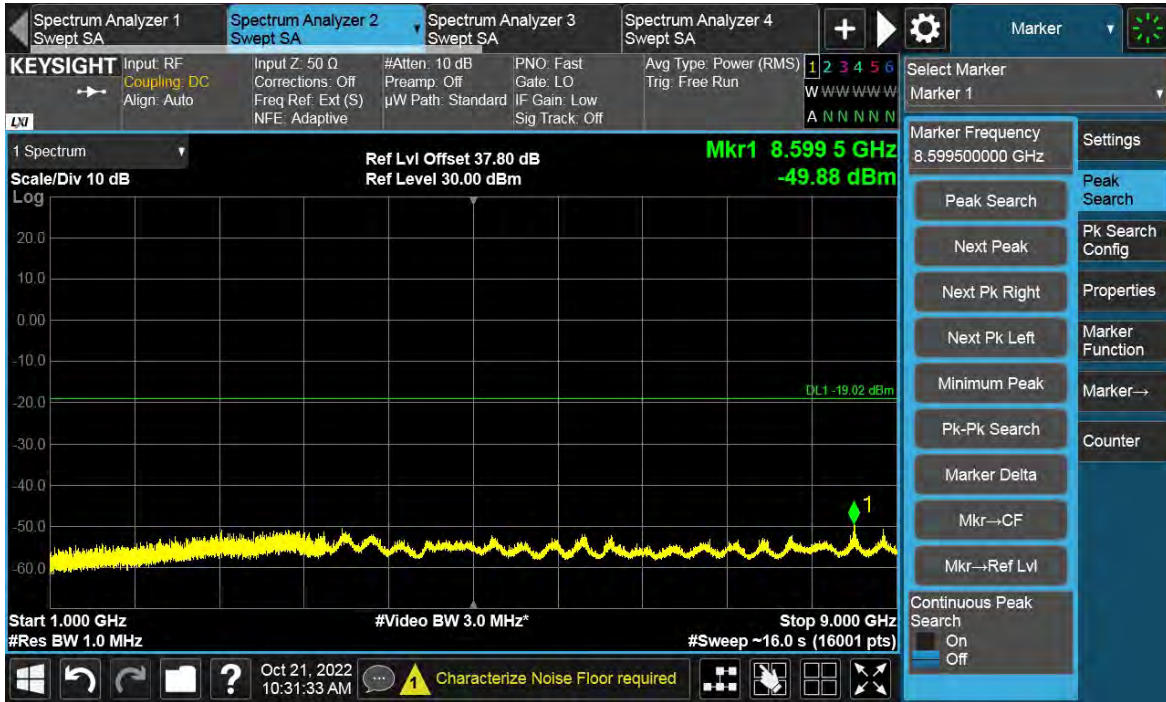 Spectrum Analyzer 1
Swept SA
Spectrum Analyzer 2
Swept SA
Spectrum Analyzer 3
Swept SA
Spectrum Analyzer 4
Swept SA
+
Marker
KEYSIGHT
LXI
Input: RF
Coupling: DC
Align: Auto
Input Z: 50 Ω
Corrections: Off
Freq Ref: Ext (S)
NFE: Adaptive
#Atten: 10 dB
Preamp: Off
µW Path: Standard
PNO: Fast
Gate: LO
IF Gain: Low
Sig Track: Off
Avg Type: Power (RMS)
Trig: Free Run
1 2 3 4 5 6
W W W W W W
A N N N N N
Select Marker
Marker 1
1 Spectrum
Scale/Div 10 dB
Log
Ref Lvl Offset 37.80 dB
Ref Level 30.00 dBm
Mkr1 8.599 5 GHz
-49.88 dBm
20.0
10.0
0.00
-10.0
-20.0
-30.0
-40.0
-50.0
-60.0
DL1 -19.02 dBm
1
Start 1.000 GHz
#Res BW 1.0 MHz
#Video BW 3.0 MHz*
Stop 9.000 GHz
#Sweep ~16.0 s (16001 pts)
Marker Frequency
8.599500000 GHz
Peak Search
Next Peak
Next Pk Right
Next Pk Left
Minimum Peak
Pk-Pk Search
Marker Delta
Mkr→CF
Mkr→Ref Lvl
Continuous Peak
Search
On
Off
Settings
Peak
Search
Pk Search
Config
Properties
Marker
Function
Marker→
Counter
?
Oct 21, 2022
10:31:33 AM
1
Characterize Noise Floor required